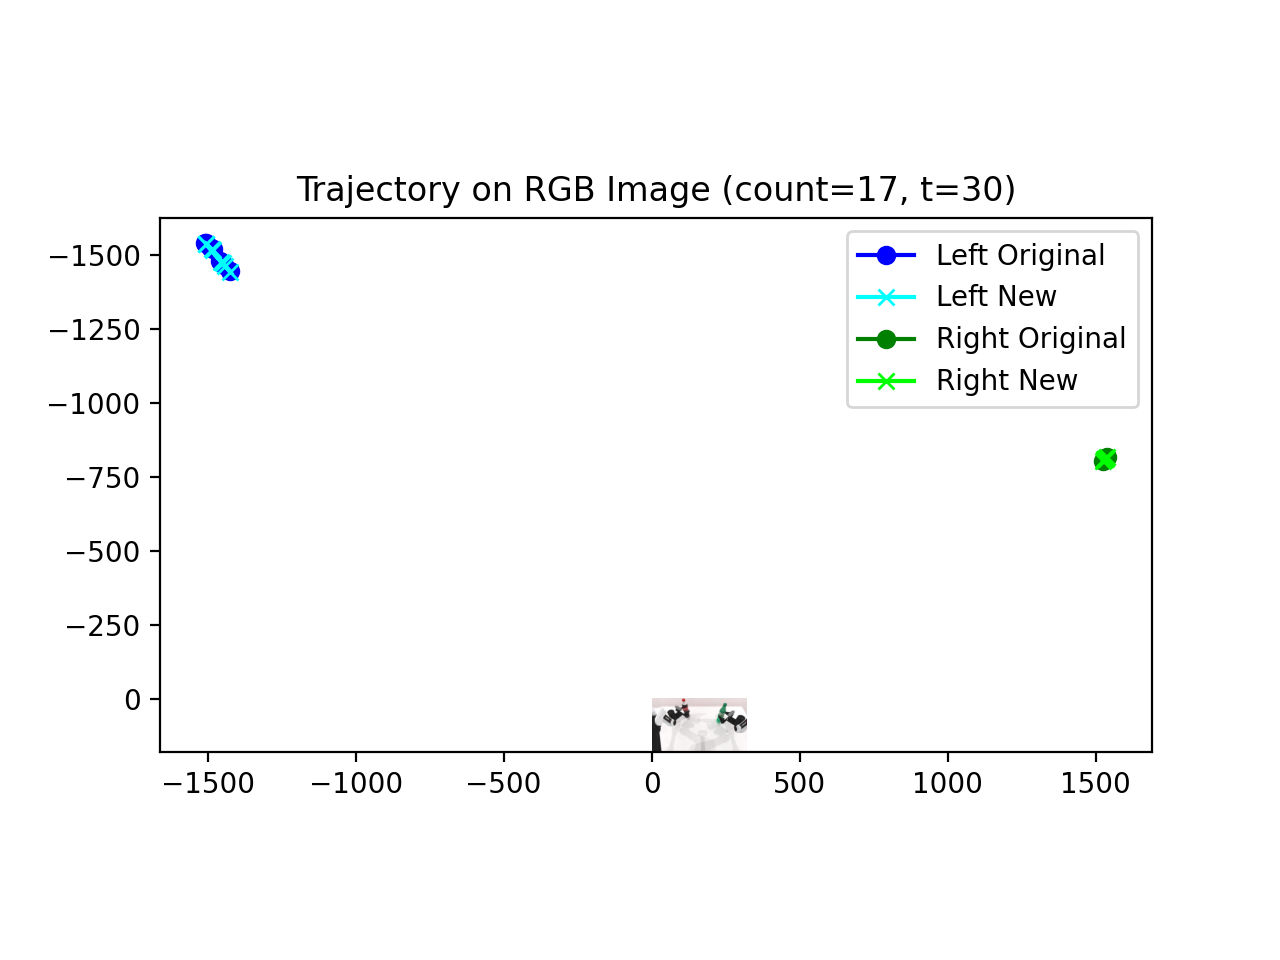 Trajectory on RGB Image (count=17, t=30)
−1500
−1250
−1000
−750
−500
−250
0
Left Original
Left New
Right Original
Right New
−1500 −1000 −500 0 500 1000 1500